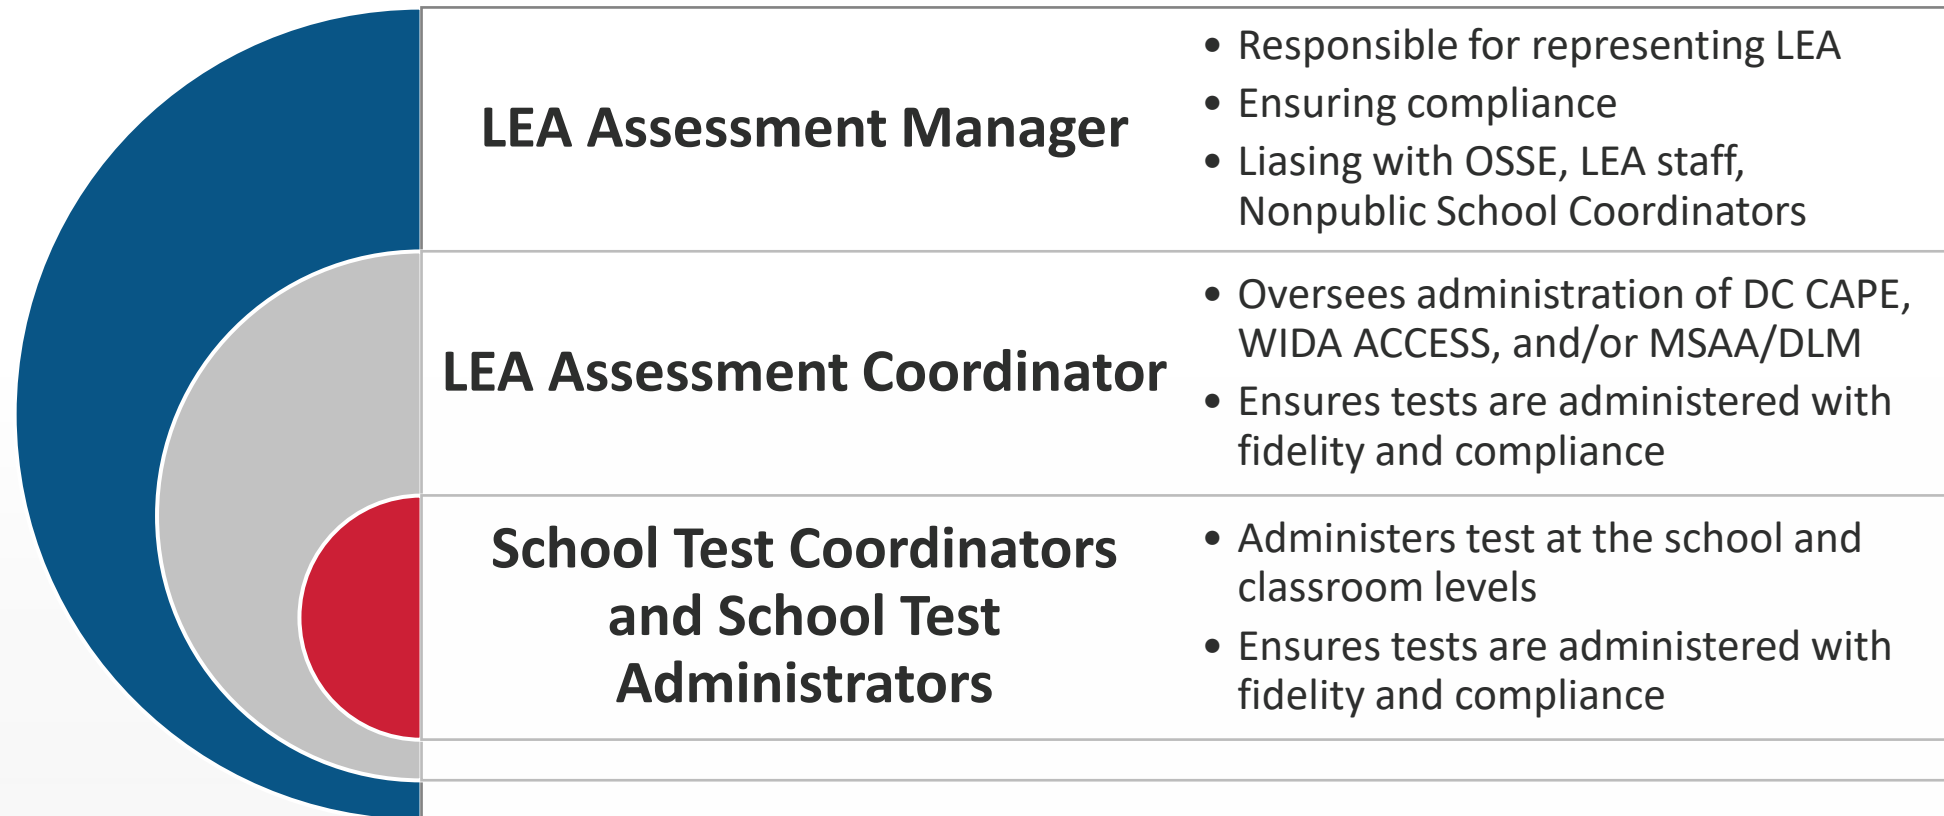 LEA Assessment Manager
• Responsible for representing LEA
• Ensuring compliance
• Liasing with OSSE, LEA staff,
Nonpublic School Coordinators
LEA Assessment Coordinator
• Oversees administration of DC CAPE,
WIDA ACCESS, and/or MSAA/DLM
• Ensures tests are administered with
fidelity and compliance
School Test Coordinators
and School Test
Administrators
• Administers test at the school and
classroom levels
• Ensures tests are administered with
fidelity and compliance